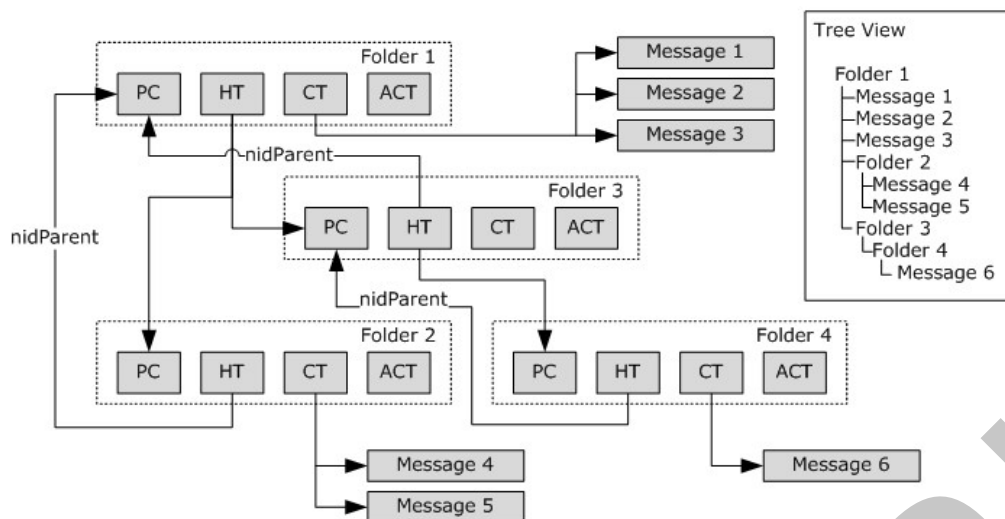 Folder 1
PC HT CT ACT
Message 1
Message 2
Message 3
nidParent
Folder 3
PC HT CT ACT
nidParent
nidParent
Folder 2
PC HT CT ACT
Folder 4
PC HT CT ACT
Message 4
Message 5
Message 6
Tree View
Folder 1
Message 1
Message 2
Message 3
Folder 2
Message 4
Message 5
Folder 3
Folder 4
Message 6